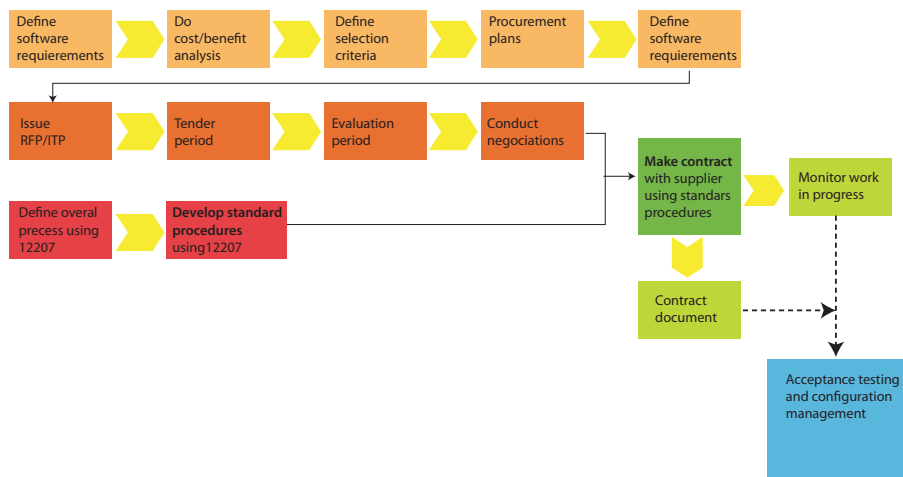 Define
software
requierements
Do
cost/benefit
analysis
Define
selection
criteria
Procurement
plans
Define
software
requierements
Issue
RFP/ITP
Tender
period
Evaluation
period
Conduct
negociations
Make contract
with supplier
using standars
procedures
Monitor work
in progress
Define overal
precess using
12207
Develop standard
procedures
using12207
Contract
document
Acceptance testing
and configuration
management